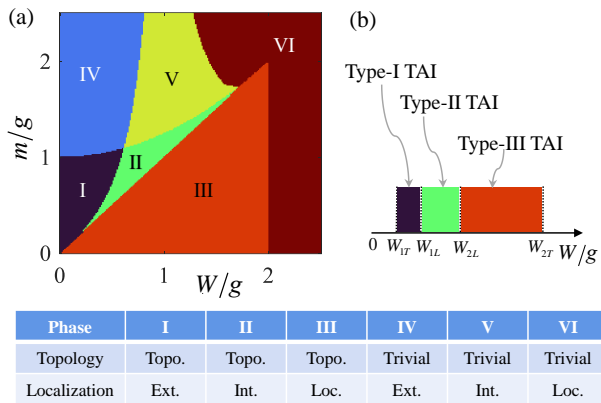 (a)
(b)
VI
IV
V
II
I
III
2
1
0
m/g
0
1
2
W/g
Type-I TAI
Type-II TAI
Type-III TAI
0 W1T W1L W2L W2T W/g
Phase I II III IV V VI
Topology Topo. Topo. Topo. Trivial Trivial Trivial
Localization Ext. Int. Loc. Ext. Int. Loc.